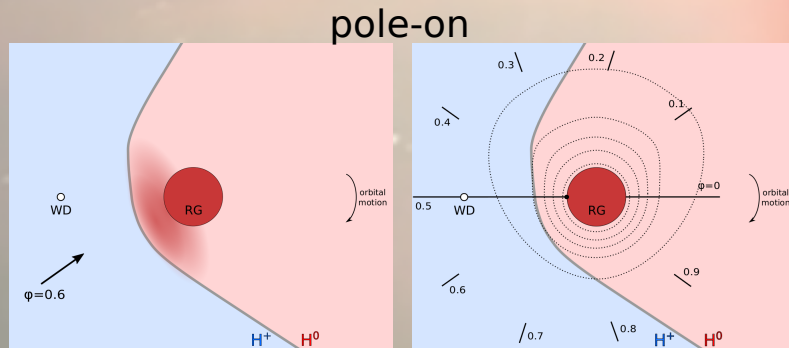 pole-on
WD
RG
orbital
motion
φ=0.6
H⁺
H⁰
0.3
0.2
0.1
0.4
φ=0
0.5
WD
RG
orbital
motion
0.6
0.9
0.7
0.8
H⁺
H⁰